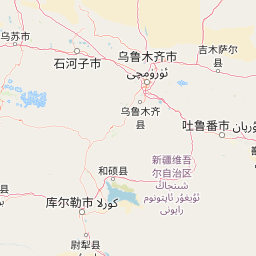 乌苏市
石河子市
乌鲁木齐市
ئۈرۈمچی
吉木萨尔
县
乌鲁木齐
县
吐鲁番市
和硕县
新疆维吾
尔自治区
شىنجاڭ
ئۇيغۇر ئاپتونوم
رايونى
库尔勒市 كورلا
县
尉犁县